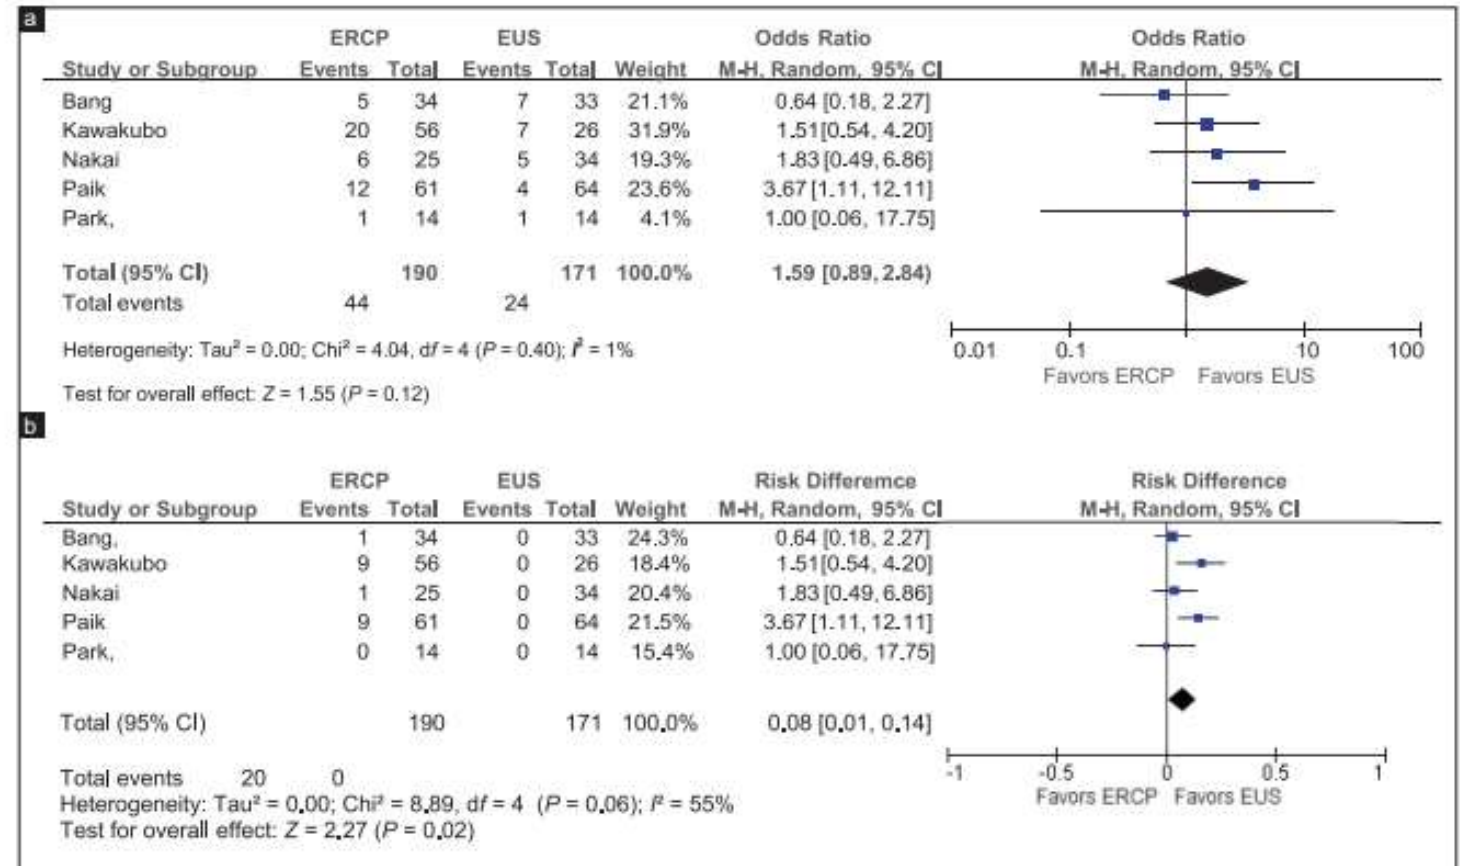 a
ERCP EUS Odds Ratio Odds Ratio
Study or Subgroup Events Total Events Total Weight M-H, Random, 95% CI M-H, Random, 95% CI
Bang 5 34 7 33 21.1% 0.64 [0.18, 2.27]
Kawakubo 20 56 7 26 31.9% 1.51[0.54, 4.20]
Nakai 6 25 5 34 19.3% 1.83[0.49, 6.86]
Paik 12 61 4 64 23.6% 3.67[1.11, 12.11]
Park, 1 14 1 14 4.1% 1.00 [0.06, 17.75]
Total (95% CI) 190 171 100.0% 1.59 [0.89, 2.84)
Total events 44 24
0.01 0.1 10 100
Heterogeneity: Tau² = 0.00; Chi² = 4.04, df = 4 (P = 0.40); I² = 1%
Favors ERCP Favors EUS
Test for overall effect: Z = 1.55 (P = 0.12)
b
ERCP EUS Risk Differemce Risk Difference
Study or Subgroup Events Total Events Total Weight M-H, Random, 95% CI M-H, Random, 95% CI
Bang, 1 34 0 33 24.3% 0.64 [0.18, 2.27]
Kawakubo 9 56 0 26 18.4% 1.51[0.54, 4.20]
Nakai 1 25 0 34 20.4% 1.83[0.49, 6.86]
Paik 9 61 0 64 21.5% 3.67[1.11, 12.11]
Park, 0 14 0 14 15.4% 1.00 [0.06, 17.75]
Total (95% CI) 190 171 100.0% 0.08 [0.01, 0.14]
-1 -0.5 0 0.5 1
Total events 20 0
Favors ERCP Favors EUS
Heterogeneity: Tau² = 0.00; Chi² = 8.89, df = 4 (P = 0.06); I² = 55%
Test for overall effect: Z = 2.27 (P = 0.02)